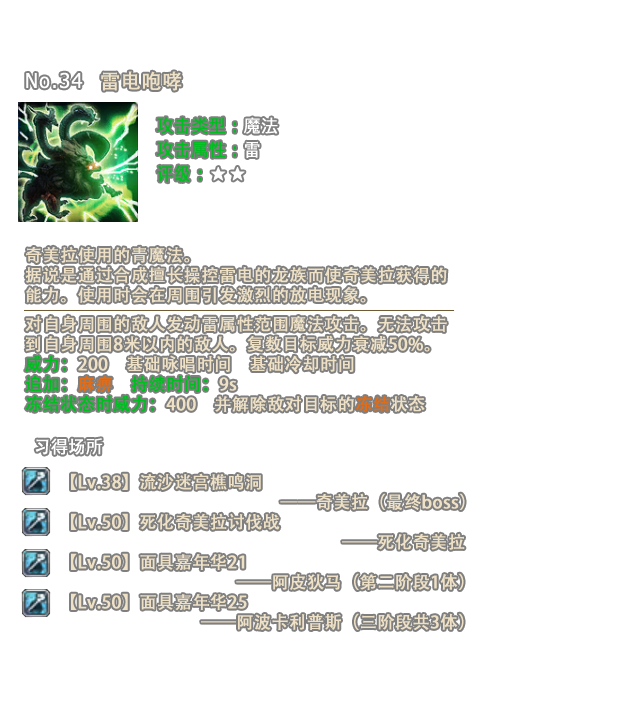 No.34 雷电咆哮
攻击类型：魔法
攻击属性：雷
评级：★★
奇美拉使用的青魔法。
据说是通过合成擅长操控雷电的龙族而使奇美拉获得的
能力。使用时会在周围引发激烈的放电现象。
对自身周围的敌人发动雷属性范围魔法攻击。无法攻击
到自身周围8米以内的敌人。复数目标威力衰减50%。
威力：200 基础咏唱时间 基础冷却时间
追加：麻痹 持续时间：9s
冻结状态时威力：400 并解除敌对目标的冻结状态
习得场所
【Lv.38】流沙迷宫樵鸣洞
——奇美拉（最终boss）
【Lv.50】死化奇美拉讨伐战
——死化奇美拉
【Lv.50】面具嘉年华21
——阿皮狄马（第二阶段1体）
【Lv.50】面具嘉年华25
——阿波卡利普斯（三阶段共3体）